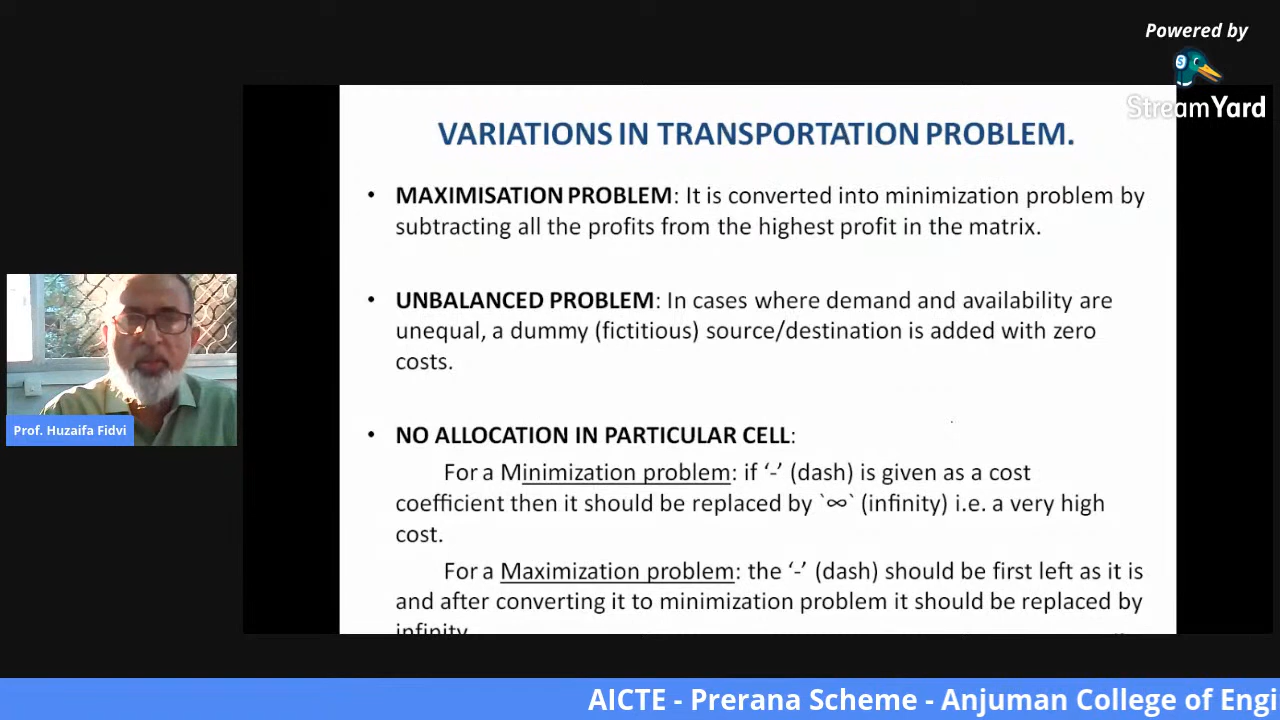 Powered by
StreamYard
VARIATIONS IN TRANSPORTATION PROBLEM.
• MAXIMISATION PROBLEM: It is converted into minimization problem by
subtracting all the profits from the highest profit in the matrix.
• UNBALANCED PROBLEM: In cases where demand and availability are
unequal, a dummy (fictitious) source/destination is added with zero
costs.
• NO ALLOCATION IN PARTICULAR CELL:
For a Minimization problem: if ‘-’ (dash) is given as a cost
coefficient then it should be replaced by `∞` (infinity) i.e. a very high
cost.
For a Maximization problem: the ‘-’ (dash) should be first left as it is
and after converting it to minimization problem it should be replaced by
infinity.
Prof. Huzaifa Fidvi
AICTE - Prerana Scheme - Anjuman College of Engi